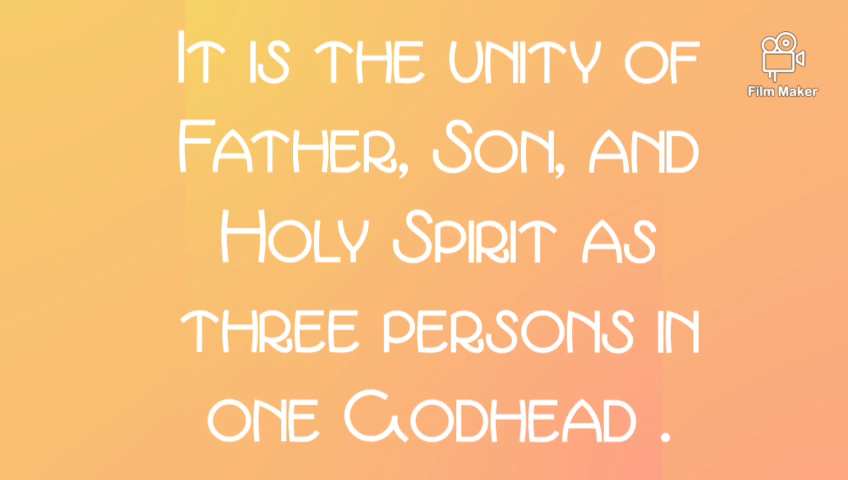 It is the unity of
Father, Son, and
Holy Spirit as
three persons in
one Godhead .
Film Maker